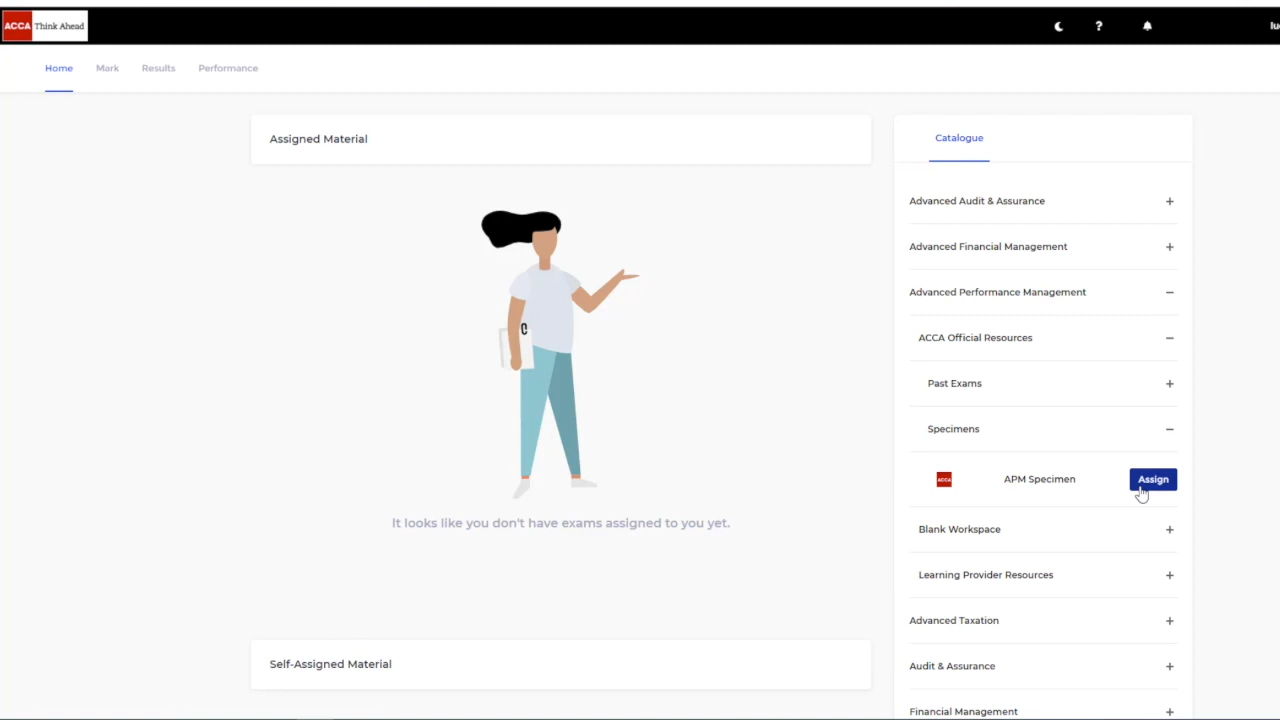 ACCA Think Ahead
?
Home Mark Results Performance
Assigned Material
It looks like you don't have exams assigned to you yet.
Self-Assigned Material
Catalogue
Advanced Audit & Assurance +
Advanced Financial Management +
Advanced Performance Management −
ACCA Official Resources −
Past Exams +
Specimens −
ACCA APM Specimen Assign
Blank Workspace +
Learning Provider Resources +
Advanced Taxation +
Audit & Assurance +
Financial Management +